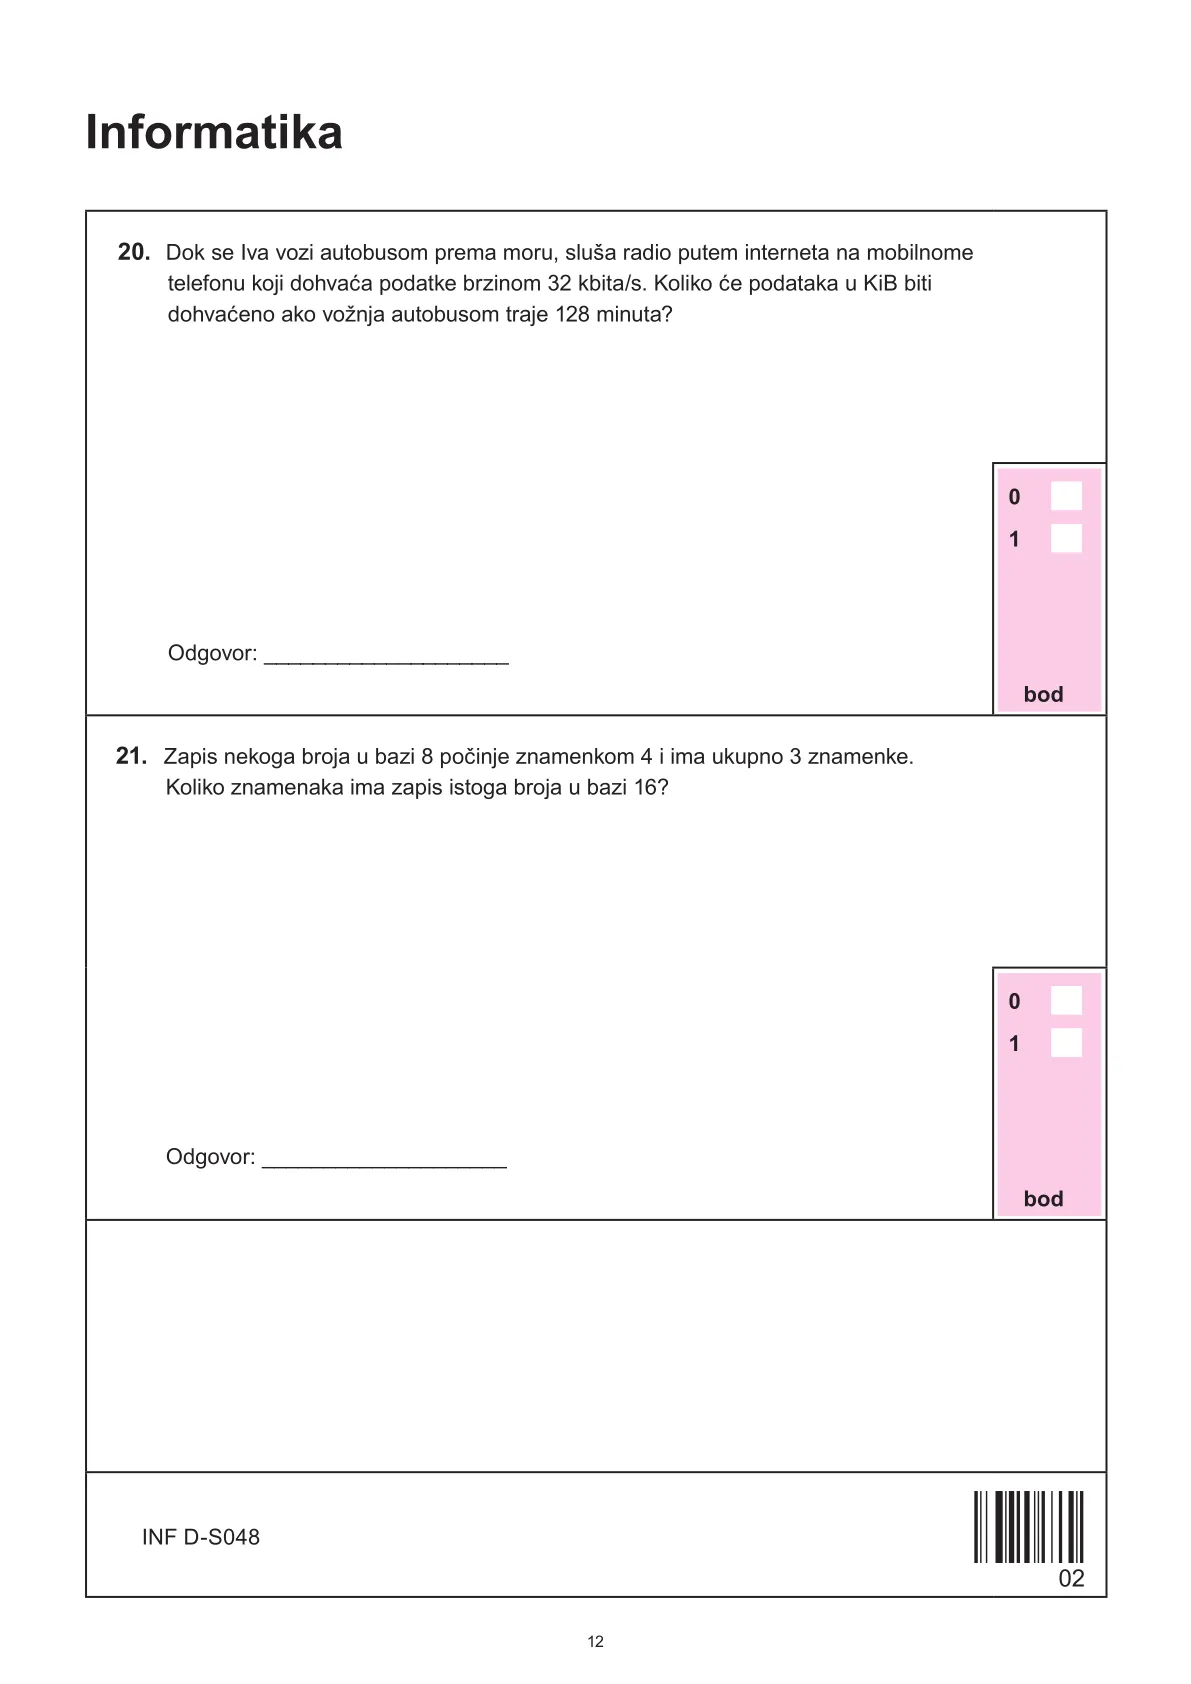 Informatika
20. Dok se Iva vozi autobusom prema moru, sluša radio putem interneta na mobilnome
telefonu koji dohvaća podatke brzinom 32 kbita/s. Koliko će podataka u KiB biti
dohvaćeno ako vožnja autobusom traje 128 minuta?
0
1
Odgovor: ____________________
bod
21. Zapis nekoga broja u bazi 8 počinje znamenkom 4 i ima ukupno 3 znamenke.
Koliko znamenaka ima zapis istoga broja u bazi 16?
0
1
Odgovor: ____________________
bod
INF D-S048
02
12